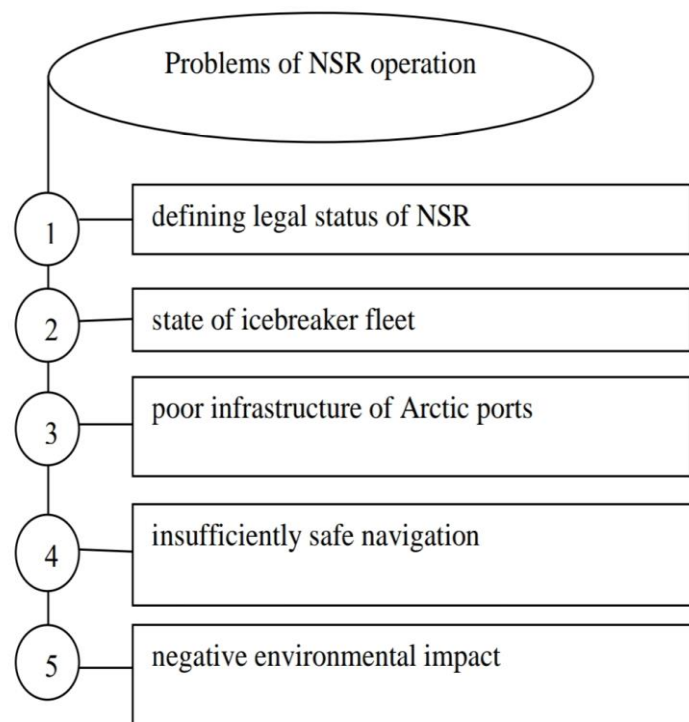 Problems of NSR operation
1 defining legal status of NSR
2 state of icebreaker fleet
3 poor infrastructure of Arctic ports
4 insufficiently safe navigation
5 negative environmental impact